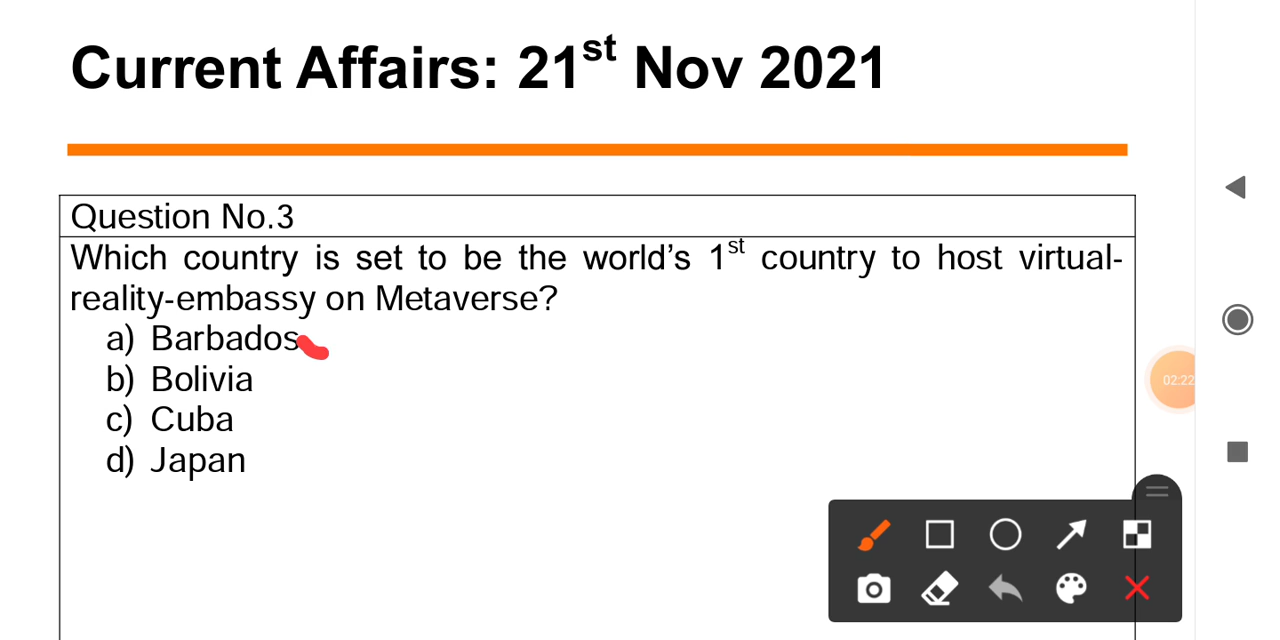 Current Affairs: 21st Nov 2021
Question No.3
Which country is set to be the world’s 1st country to host virtual-
reality-embassy on Metaverse?
a) Barbados
b) Bolivia
c) Cuba
d) Japan
02:22